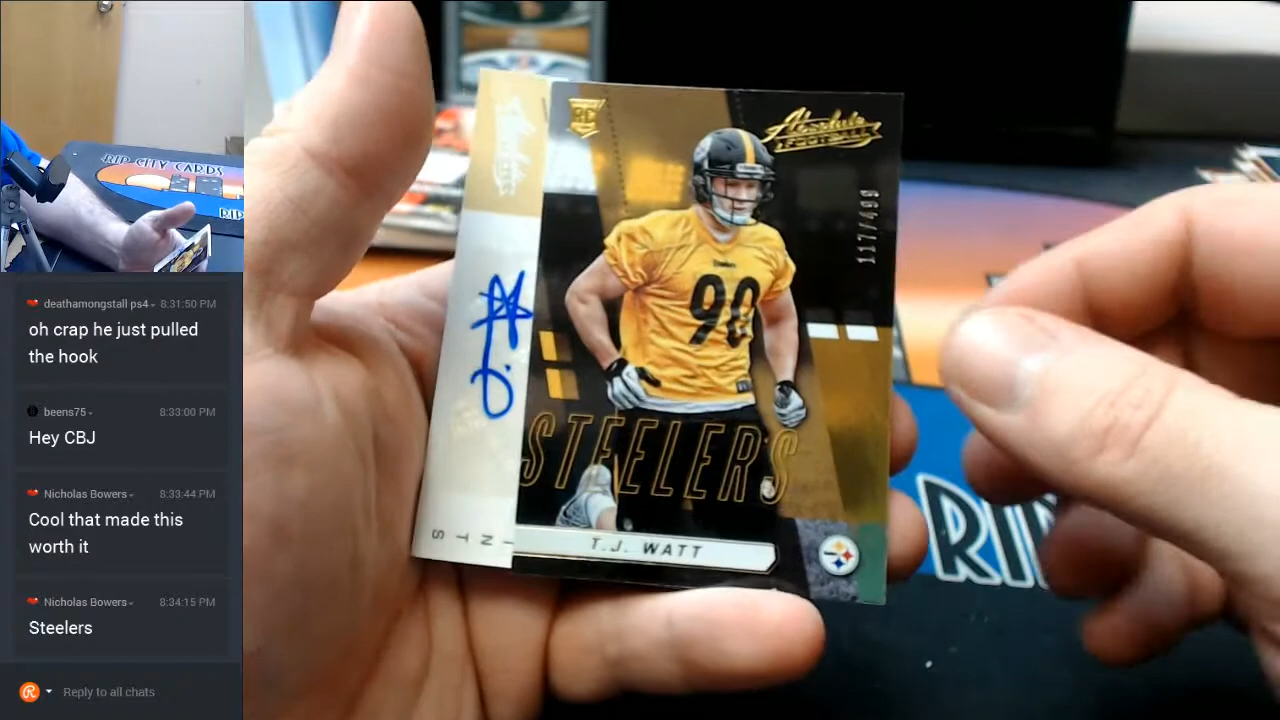 RIP CITY CARDS
RIP
deathamongstall ps4 8:31:50 PM
oh crap he just pulled
the hook
beens75 8:33:00 PM
Hey CBJ
Nicholas Bowers 8:33:44 PM
Cool that made this
worth it
Nicholas Bowers 8:34:15 PM
Steelers
Reply to all chats
RC
Absolute
FOOTBALL
117/499
90
STEELERS
T.J. WATT
NTS
RIP